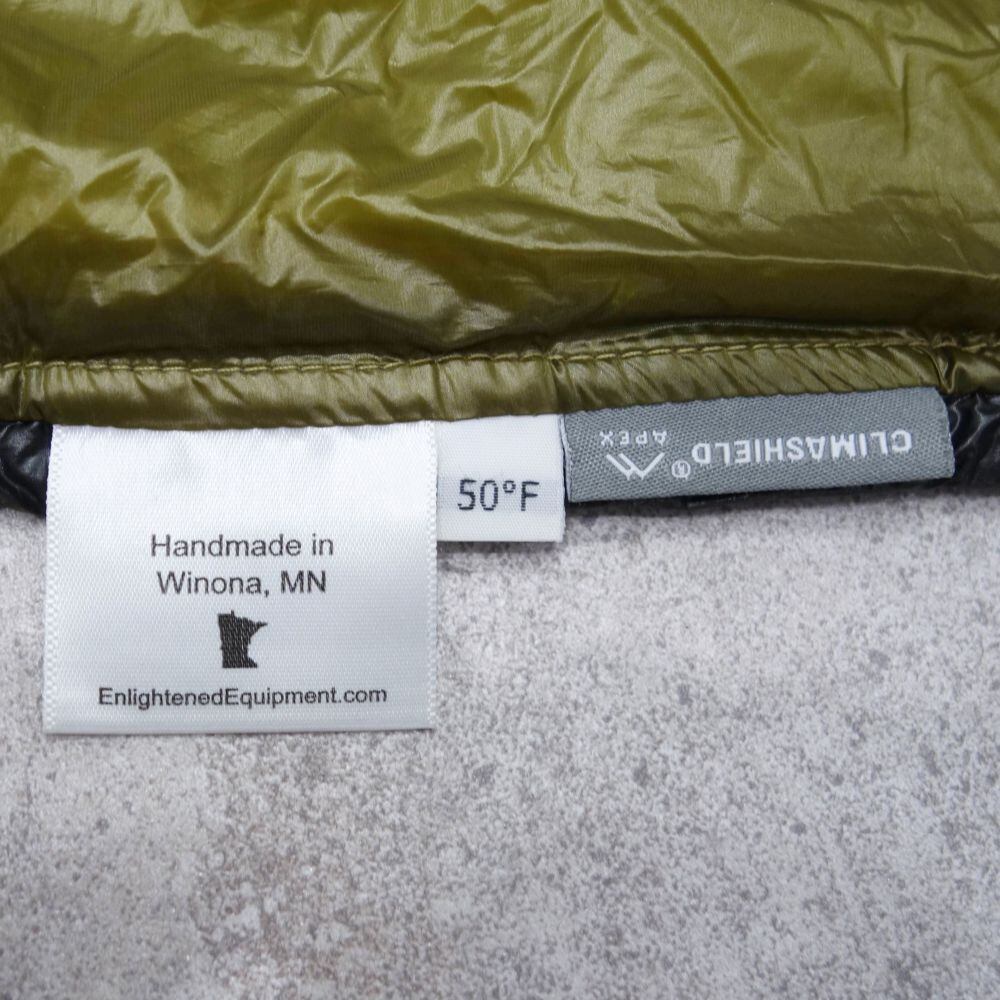 Handmade in
Winona, MN
EnlightenedEquipment.com
50°F
CLIMASHIELD®
APEX